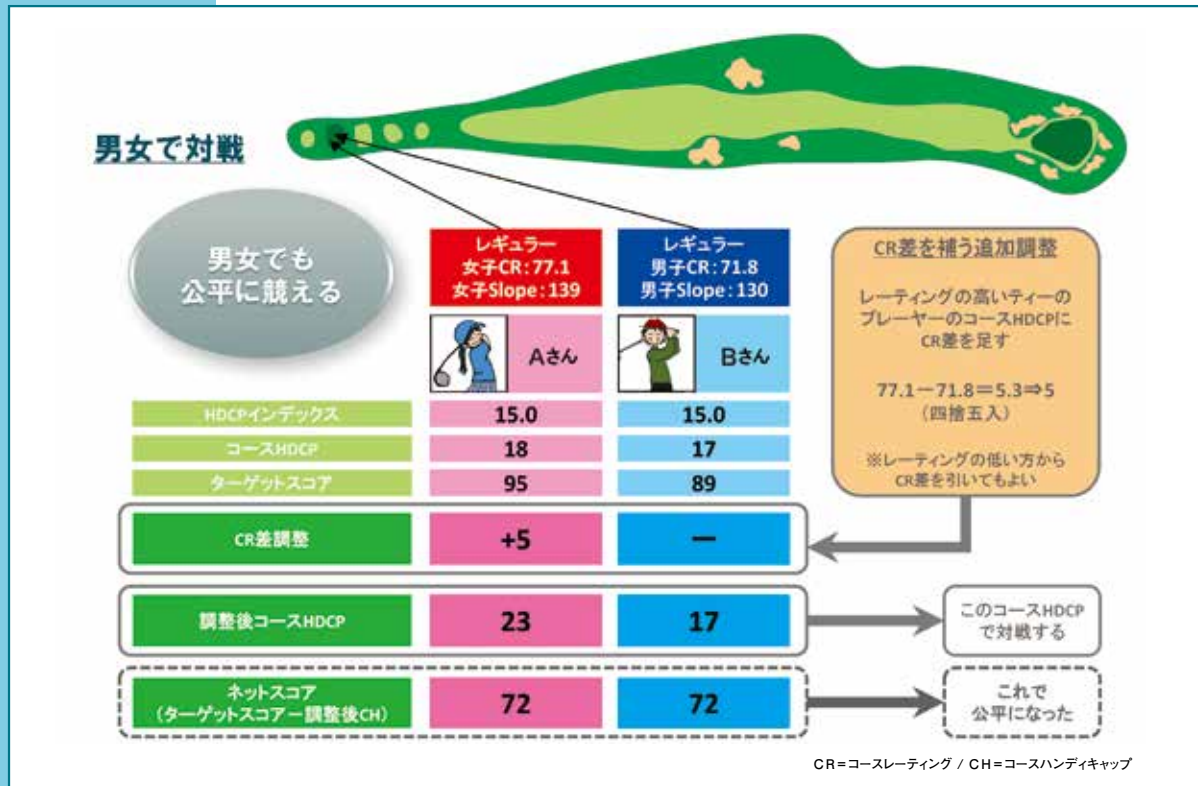 男女で対戦
男女でも
公平に競える
レギュラー
女子CR:77.1
女子Slope:139
レギュラー
男子CR:71.8
男子Slope:130
Aさん
Bさん
HDCPインデックス
15.0
15.0
コースHDCP
18
17
ターゲットスコア
95
89
CR差調整
+5
ー
調整後コースHDCP
23
17
ネットスコア
(ターゲットスコアー調整後CH)
72
72
CR差を補う追加調整
レーティングの高いティーの
プレーヤーのコースHDCPに
CR差を足す
77.1-71.8=5.3⇒5
(四捨五入)
※レーティングの低い方から
CR差を引いてもよい
このコースHDCP
で対戦する
これで
公平になった
CR=コースレーティング / CH=コースハンディキャップ